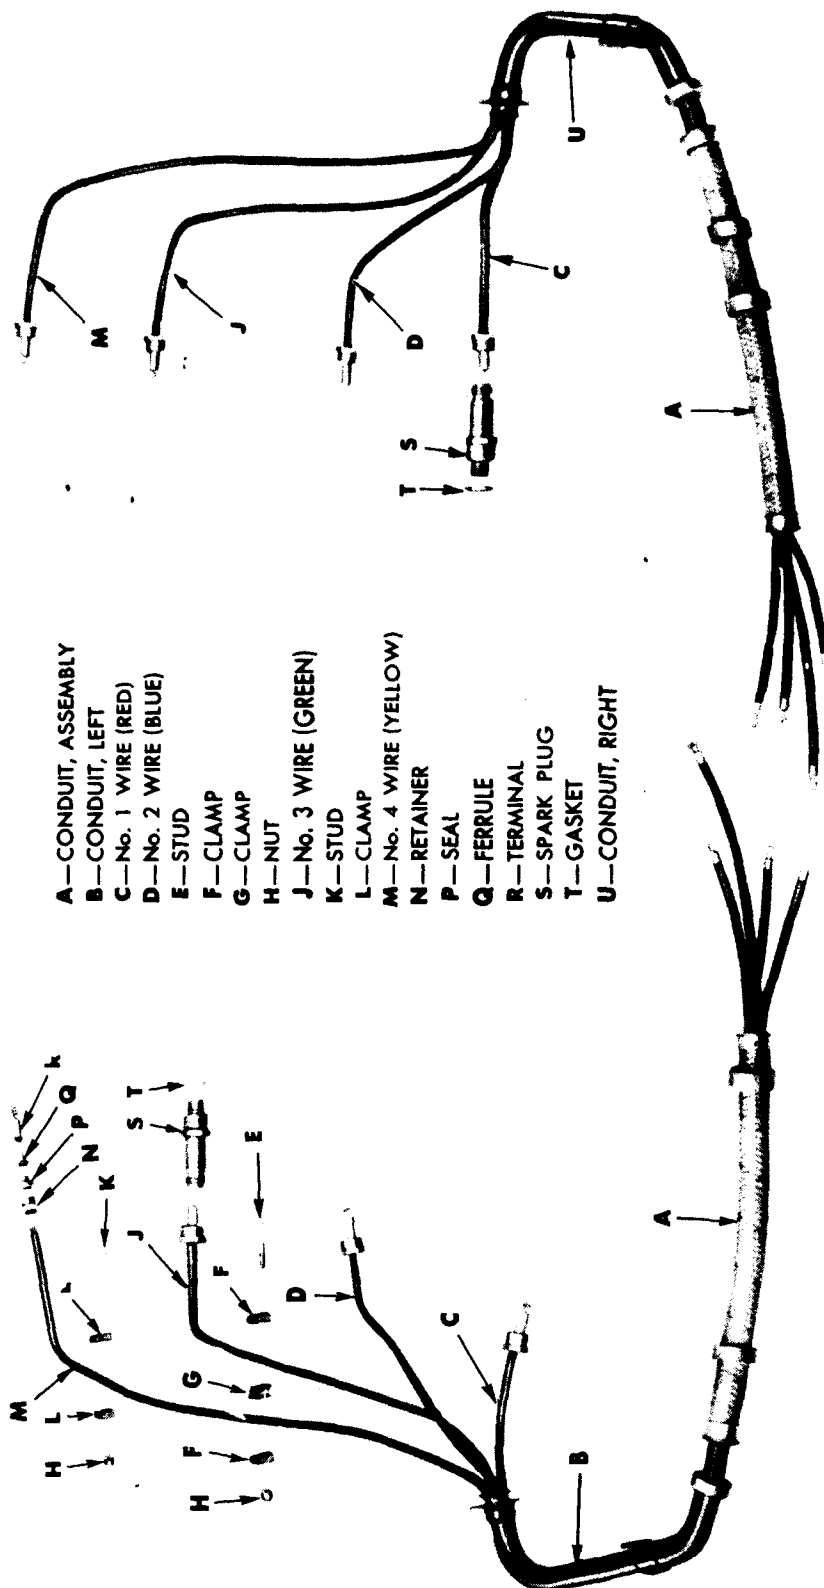 M
H
L
L
k
Q
P
N
K
J
S
T
H
F
G
F
E
D
C
B
A
A—CONDUIT, ASSEMBLY
B—CONDUIT, LEFT
C—No. 1 WIRE (RED)
D—No. 2 WIRE (BLUE)
E—STUD
F—CLAMP
G—CLAMP
H—NUT
J—No. 3 WIRE (GREEN)
K—STUD
L—CLAMP
M—No. 4 WIRE (YELLOW)
N—RETAINER
P—SEAL
Q—FERRULE
R—TERMINAL
S—SPARK PLUG
T—GASKET
U—CONDUIT, RIGHT
M
J
T
S
D
C
U
A